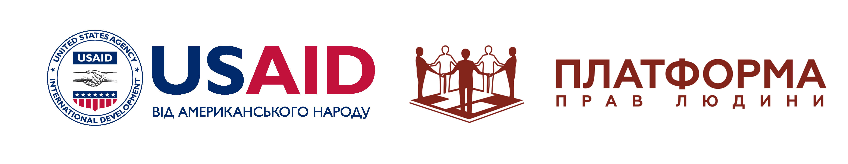 UNITED STATES AGENCY
USAID
INTERNATIONAL DEVELOPMENT
USAID
ВІД АМЕРИКАНСЬКОГО НАРОДУ
ПЛАТФОРМА
ПРАВ ЛЮДИНИ